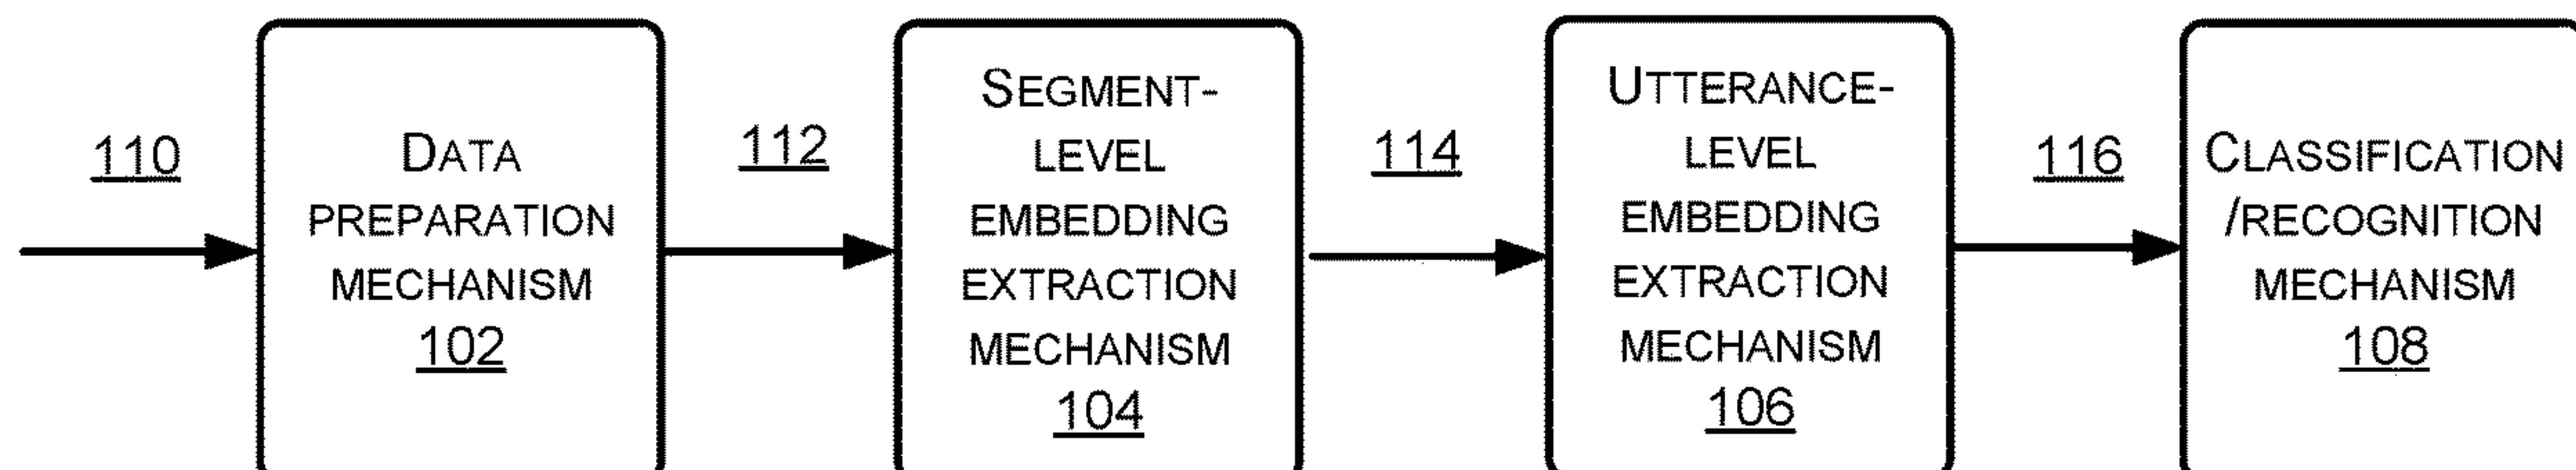 110
DATA
PREPARATION
MECHANISM
102
112
SEGMENT-
LEVEL
EMBEDDING
EXTRACTION
MECHANISM
104
114
UTTERANCE-
LEVEL
EMBEDDING
EXTRACTION
MECHANISM
106
116
CLASSIFICATION
/RECOGNITION
MECHANISM
108